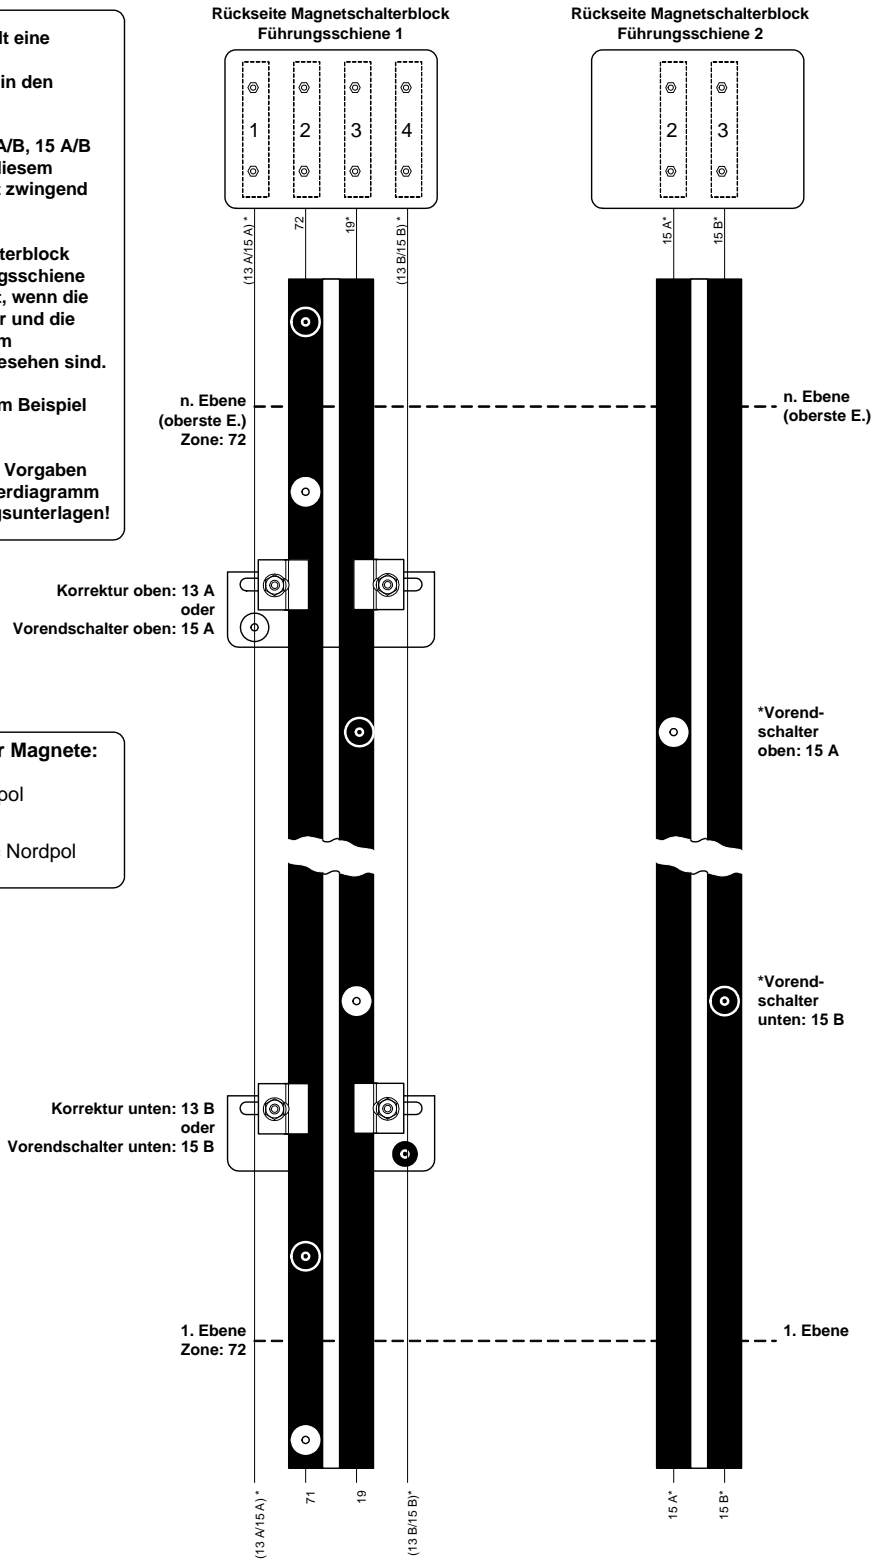 lt eine
in den
A/B, 15 A/B
diesem
t zwingend
terblock
gsschiene
t, wenn die
r und die
m
esehen sind.
m Beispiel
Vorgaben
erdiagramm
gsunterlagen!
r Magnete:
pol
Nordpol
Rückseite Magnetschalterblock
Führungsschiene 1
1
2
3
4
(13 A/15 A) *
72
19*
(13 B/15 B) *
n. Ebene
(oberste E.)
Zone: 72
Korrektur oben: 13 A
oder
Vorendschalter oben: 15 A
Korrektur unten: 13 B
oder
Vorendschalter unten: 15 B
1. Ebene
Zone: 72
(13 A/15 A) *
71
19
(13 B/15 B)*
Rückseite Magnetschalterblock
Führungsschiene 2
2
3
15 A*
15 B*
n. Ebene
(oberste E.)
*Vorend-
schalter
oben: 15 A
*Vorend-
schalter
unten: 15 B
1. Ebene
15 A*
15 B*